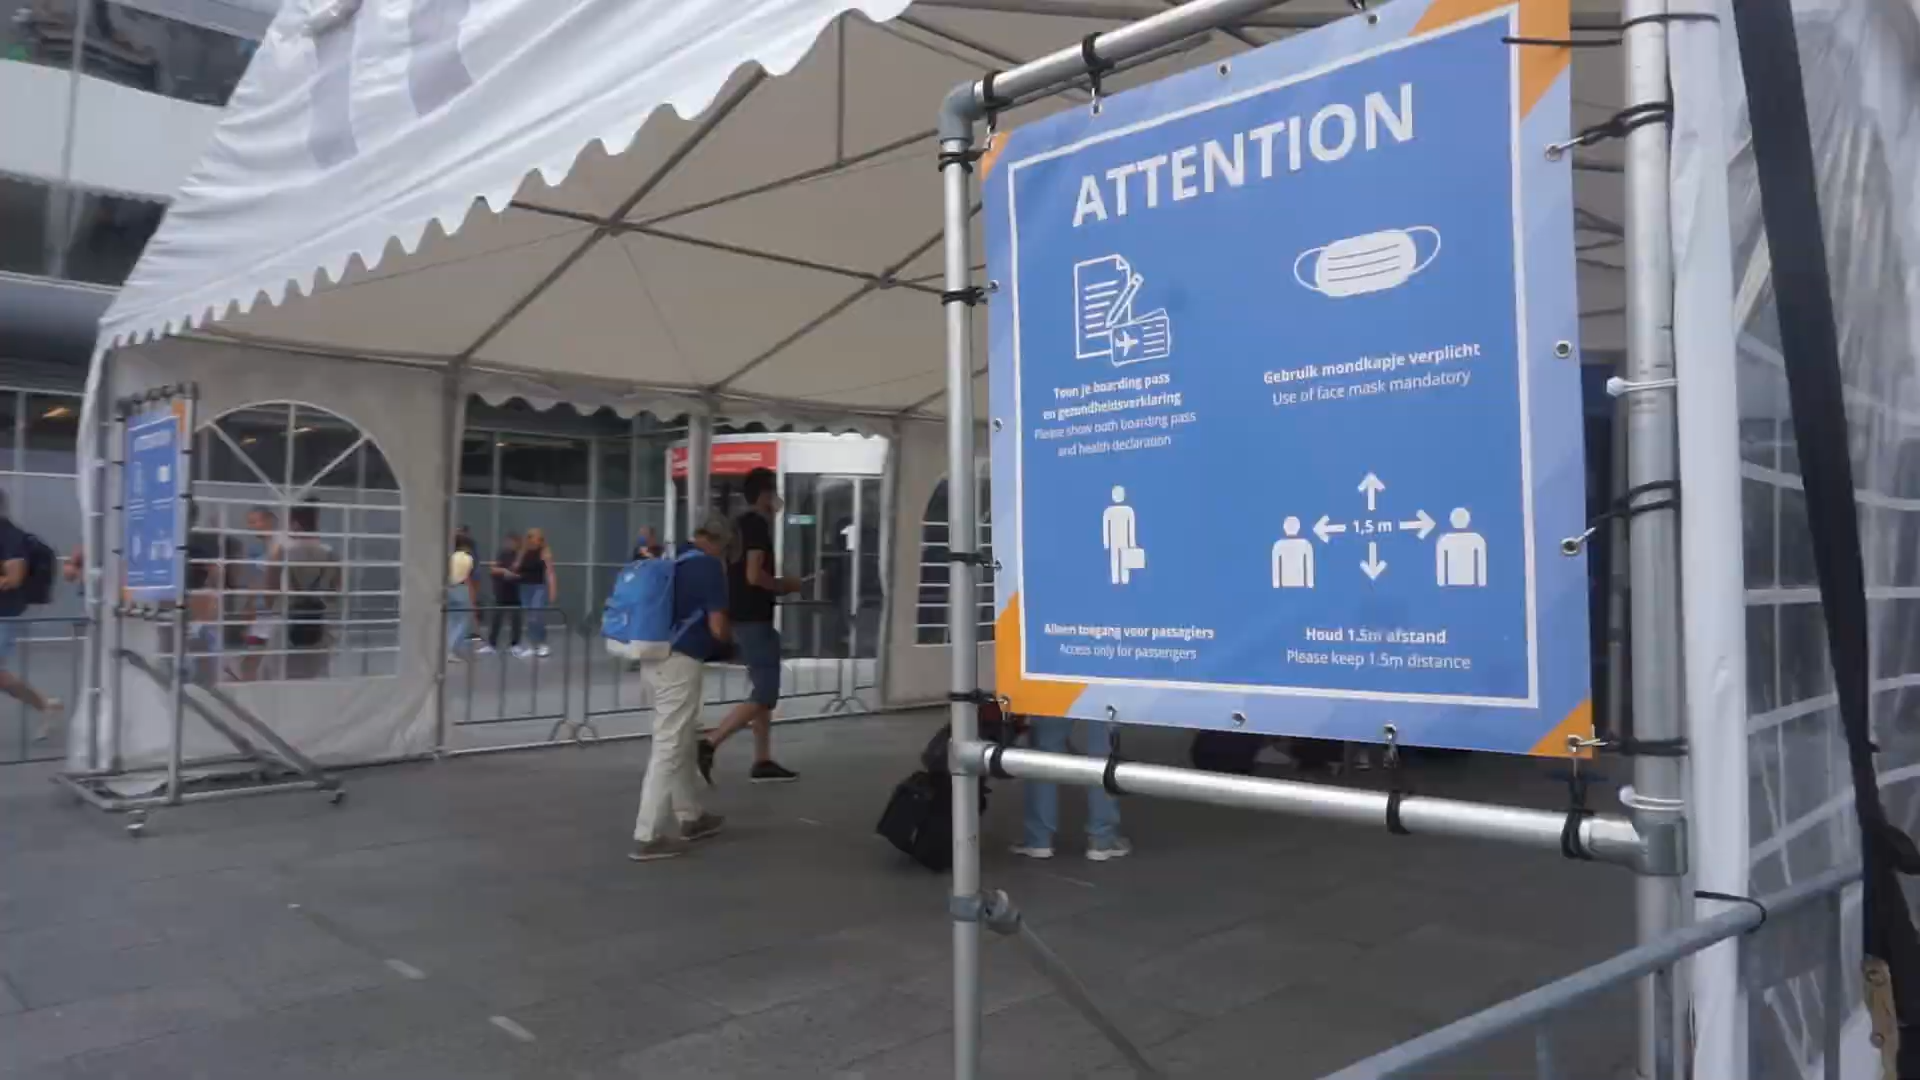 ATTENTION
Toon je boarding pass
en gezondheidsverklaring
Please show both boarding pass
and health declaration
Gebruik mondkapje verplicht
Use of face mask mandatory
1,5 m
Alleen toegang voor passagiers
Access only for passengers
Houd 1.5m afstand
Please keep 1.5m distance
ATTENTION